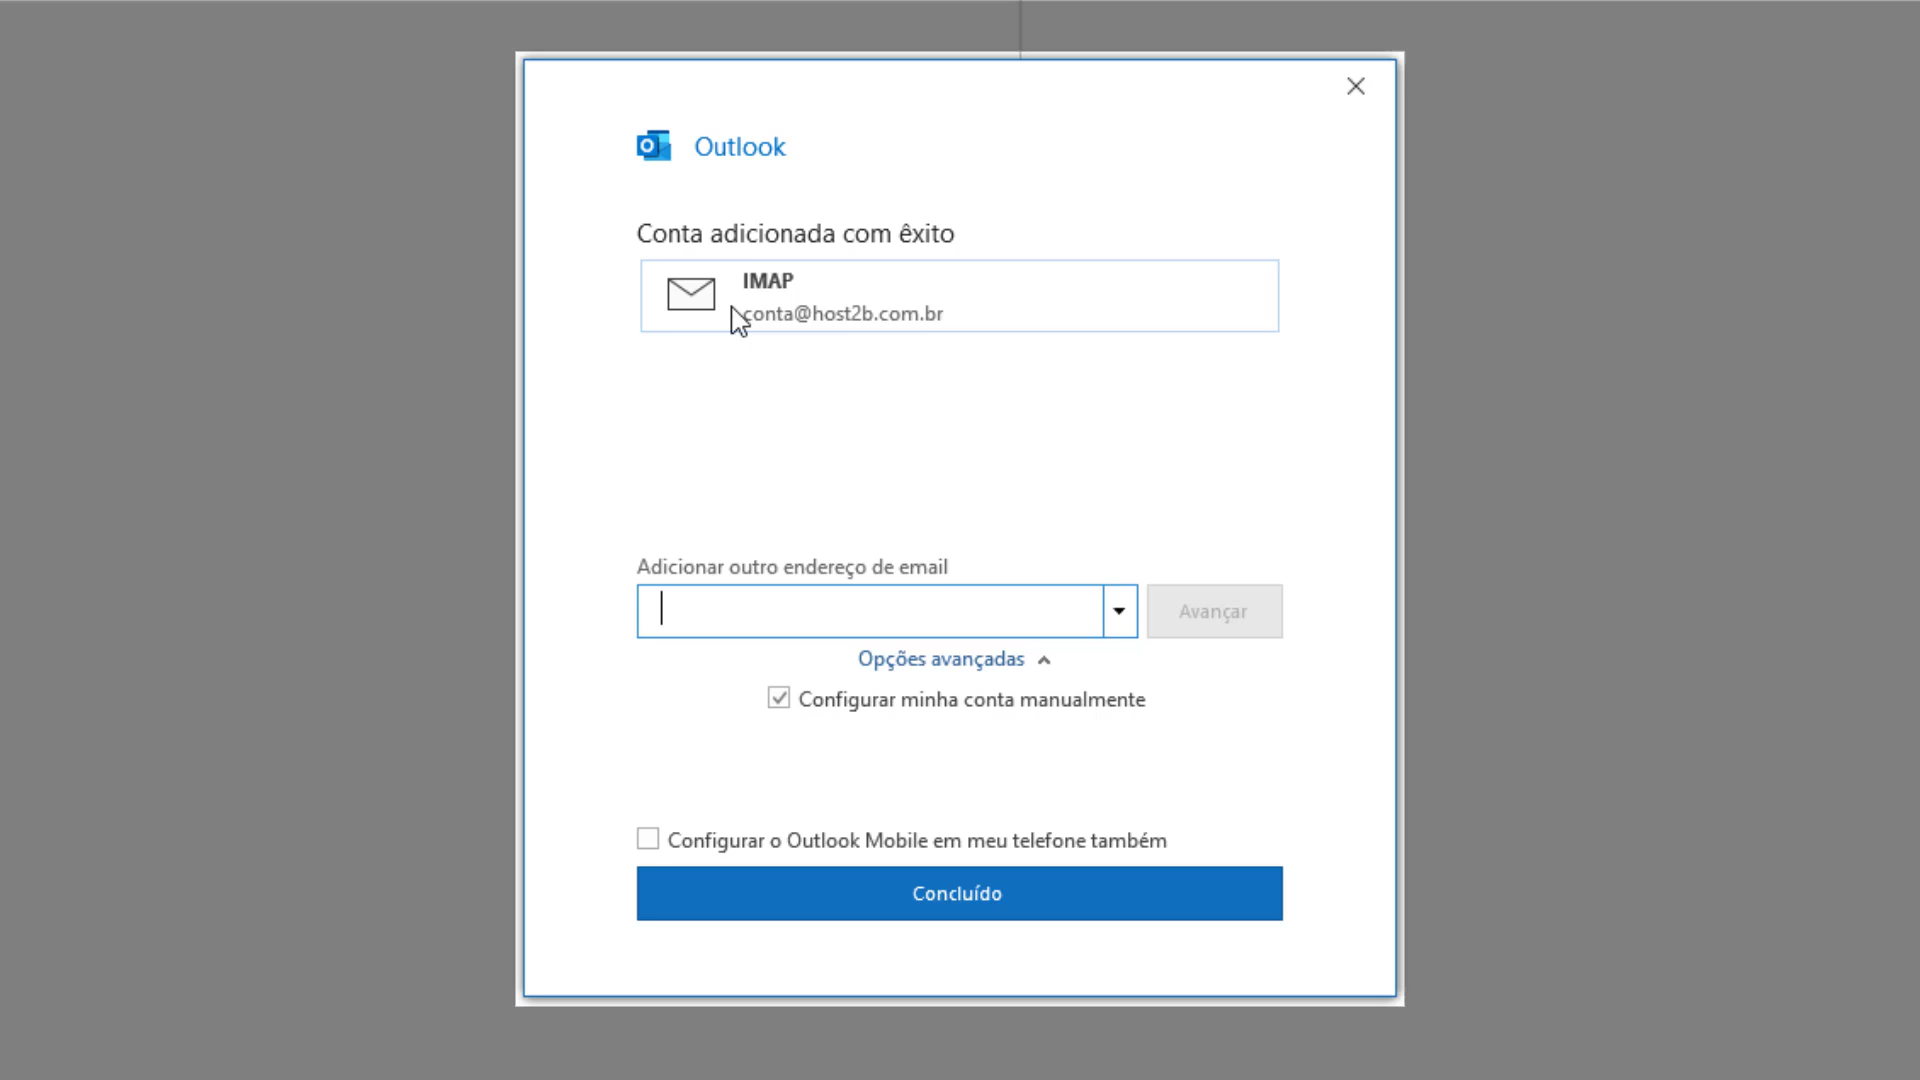 Outlook
Conta adicionada com êxito
IMAP
conta@host2b.com.br
Adicionar outro endereço de email
Avançar
Opções avançadas
Configurar minha conta manualmente
Configurar o Outlook Mobile em meu telefone também
Concluído